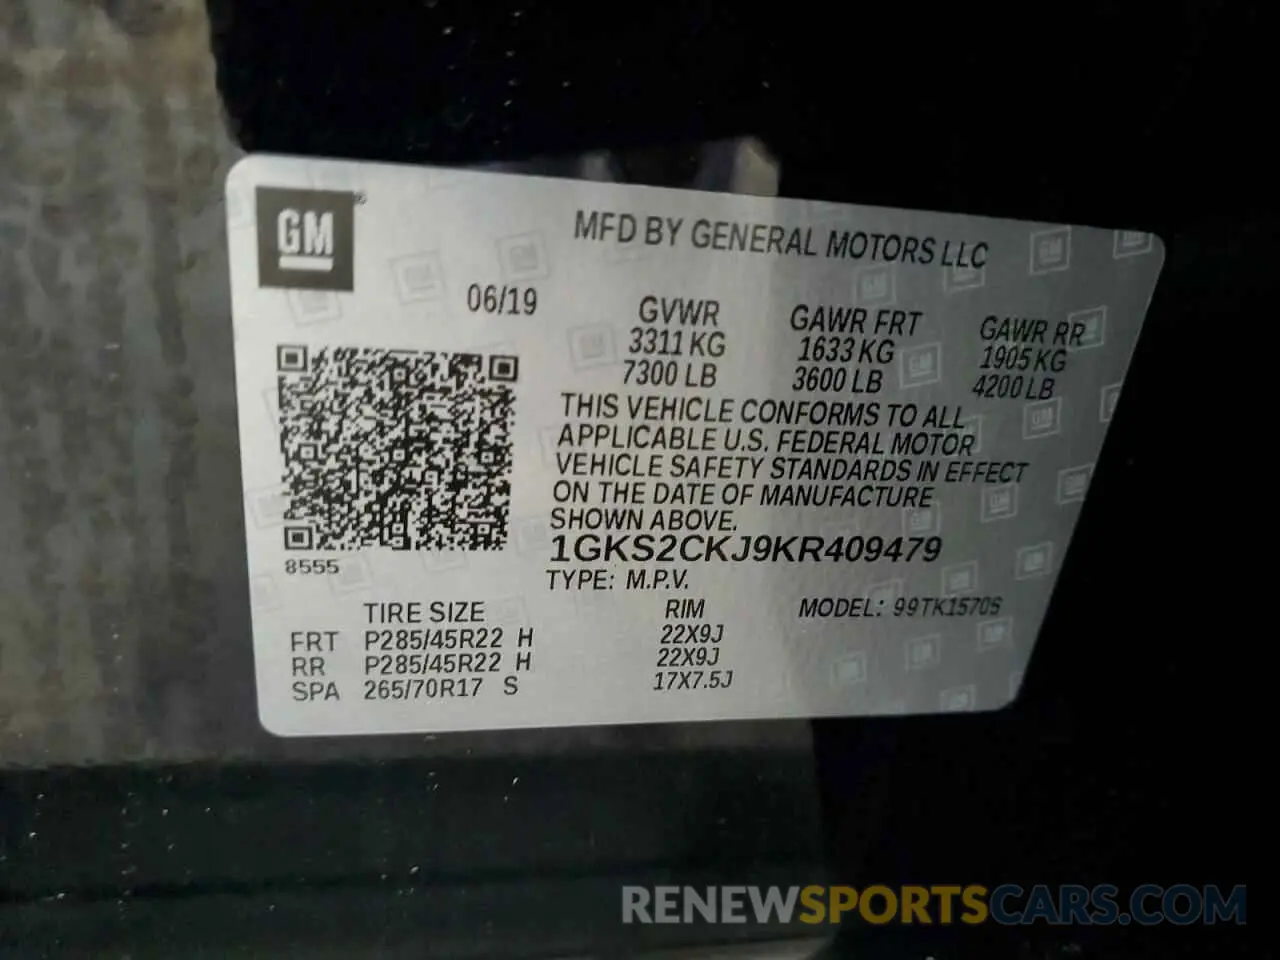 GM®
MFD BY GENERAL MOTORS LLC
06/19
GVWR GAWR FRT GAWR RR
3311 KG 1633 KG 1905 KG
7300 LB 3600 LB 4200 LB
THIS VEHICLE CONFORMS TO ALL
APPLICABLE U.S. FEDERAL MOTOR
VEHICLE SAFETY STANDARDS IN EFFECT
ON THE DATE OF MANUFACTURE
SHOWN ABOVE.
8555
1GKS2CKJ9KR409479
TYPE: M.P.V.
TIRE SIZE RIM MODEL: 99TK15706
FRT P285/45R22 H 22X9J
RR P285/45R22 H 22X9J
SPA 265/70R17 S 17X7.5J
RENEWSPORTSCARS.COM